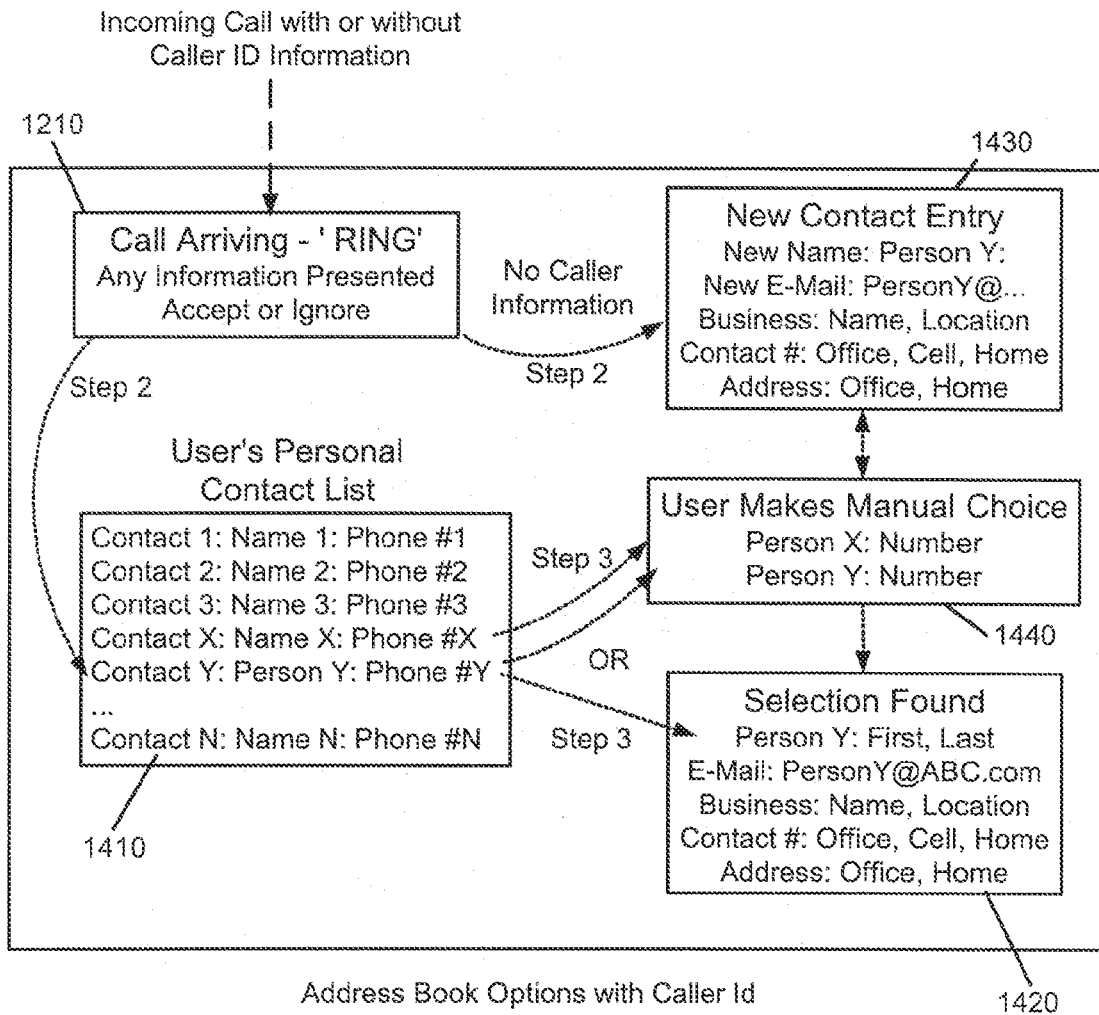 Incoming Call with or without
Caller ID Information
1210
1430
Call Arriving - ' RING'
Any Information Presented
Accept or Ignore
No Caller
Information
Step 2
Step 2
New Contact Entry
New Name: Person Y:
New E-Mail: PersonY@...
Business: Name, Location
Contact #: Office, Cell, Home
Address: Office, Home
User's Personal
Contact List
Contact 1: Name 1: Phone #1
Contact 2: Name 2: Phone #2
Contact 3: Name 3: Phone #3
Contact X: Name X: Phone #X
Contact Y: Person Y: Phone #Y
...
Contact N: Name N: Phone #N
1410
Step 3
OR
Step 3
User Makes Manual Choice
Person X: Number
Person Y: Number
1440
Selection Found
Person Y: First, Last
E-Mail: PersonY@ABC.com
Business: Name, Location
Contact #: Office, Cell, Home
Address: Office, Home
1420
Address Book Options with Caller Id